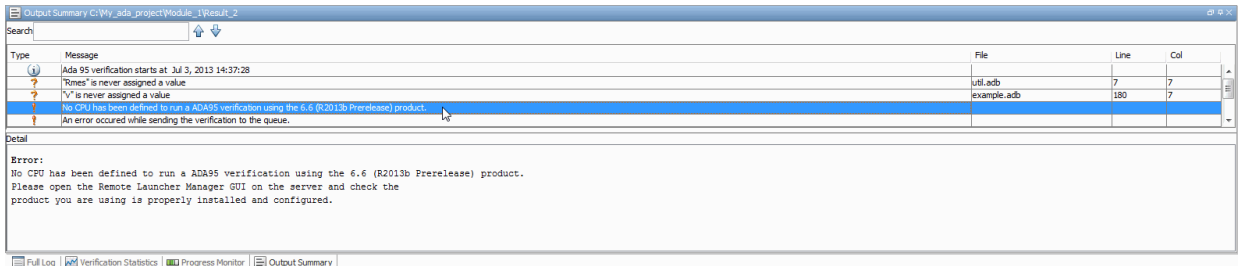 Output Summary C:\My_ada_project\Module_1\Result_2
Search
Type Message File Line Col
Ada 95 verification starts at Jul 3, 2013 14:37:28
"Rmes" is never assigned a value util.adb 7 7
"v" is never assigned a value example.adb 180 7
No CPU has been defined to run a ADA95 verification using the 6.6 (R2013b Prerelease) product.
An error occured while sending the verification to the queue.
Detail
Error:
No CPU has been defined to run a ADA95 verification using the 6.6 (R2013b Prerelease) product.
Please open the Remote Launcher Manager GUI on the server and check the
product you are using is properly installed and configured.
Full Log Verification Statistics Progress Monitor Output Summary